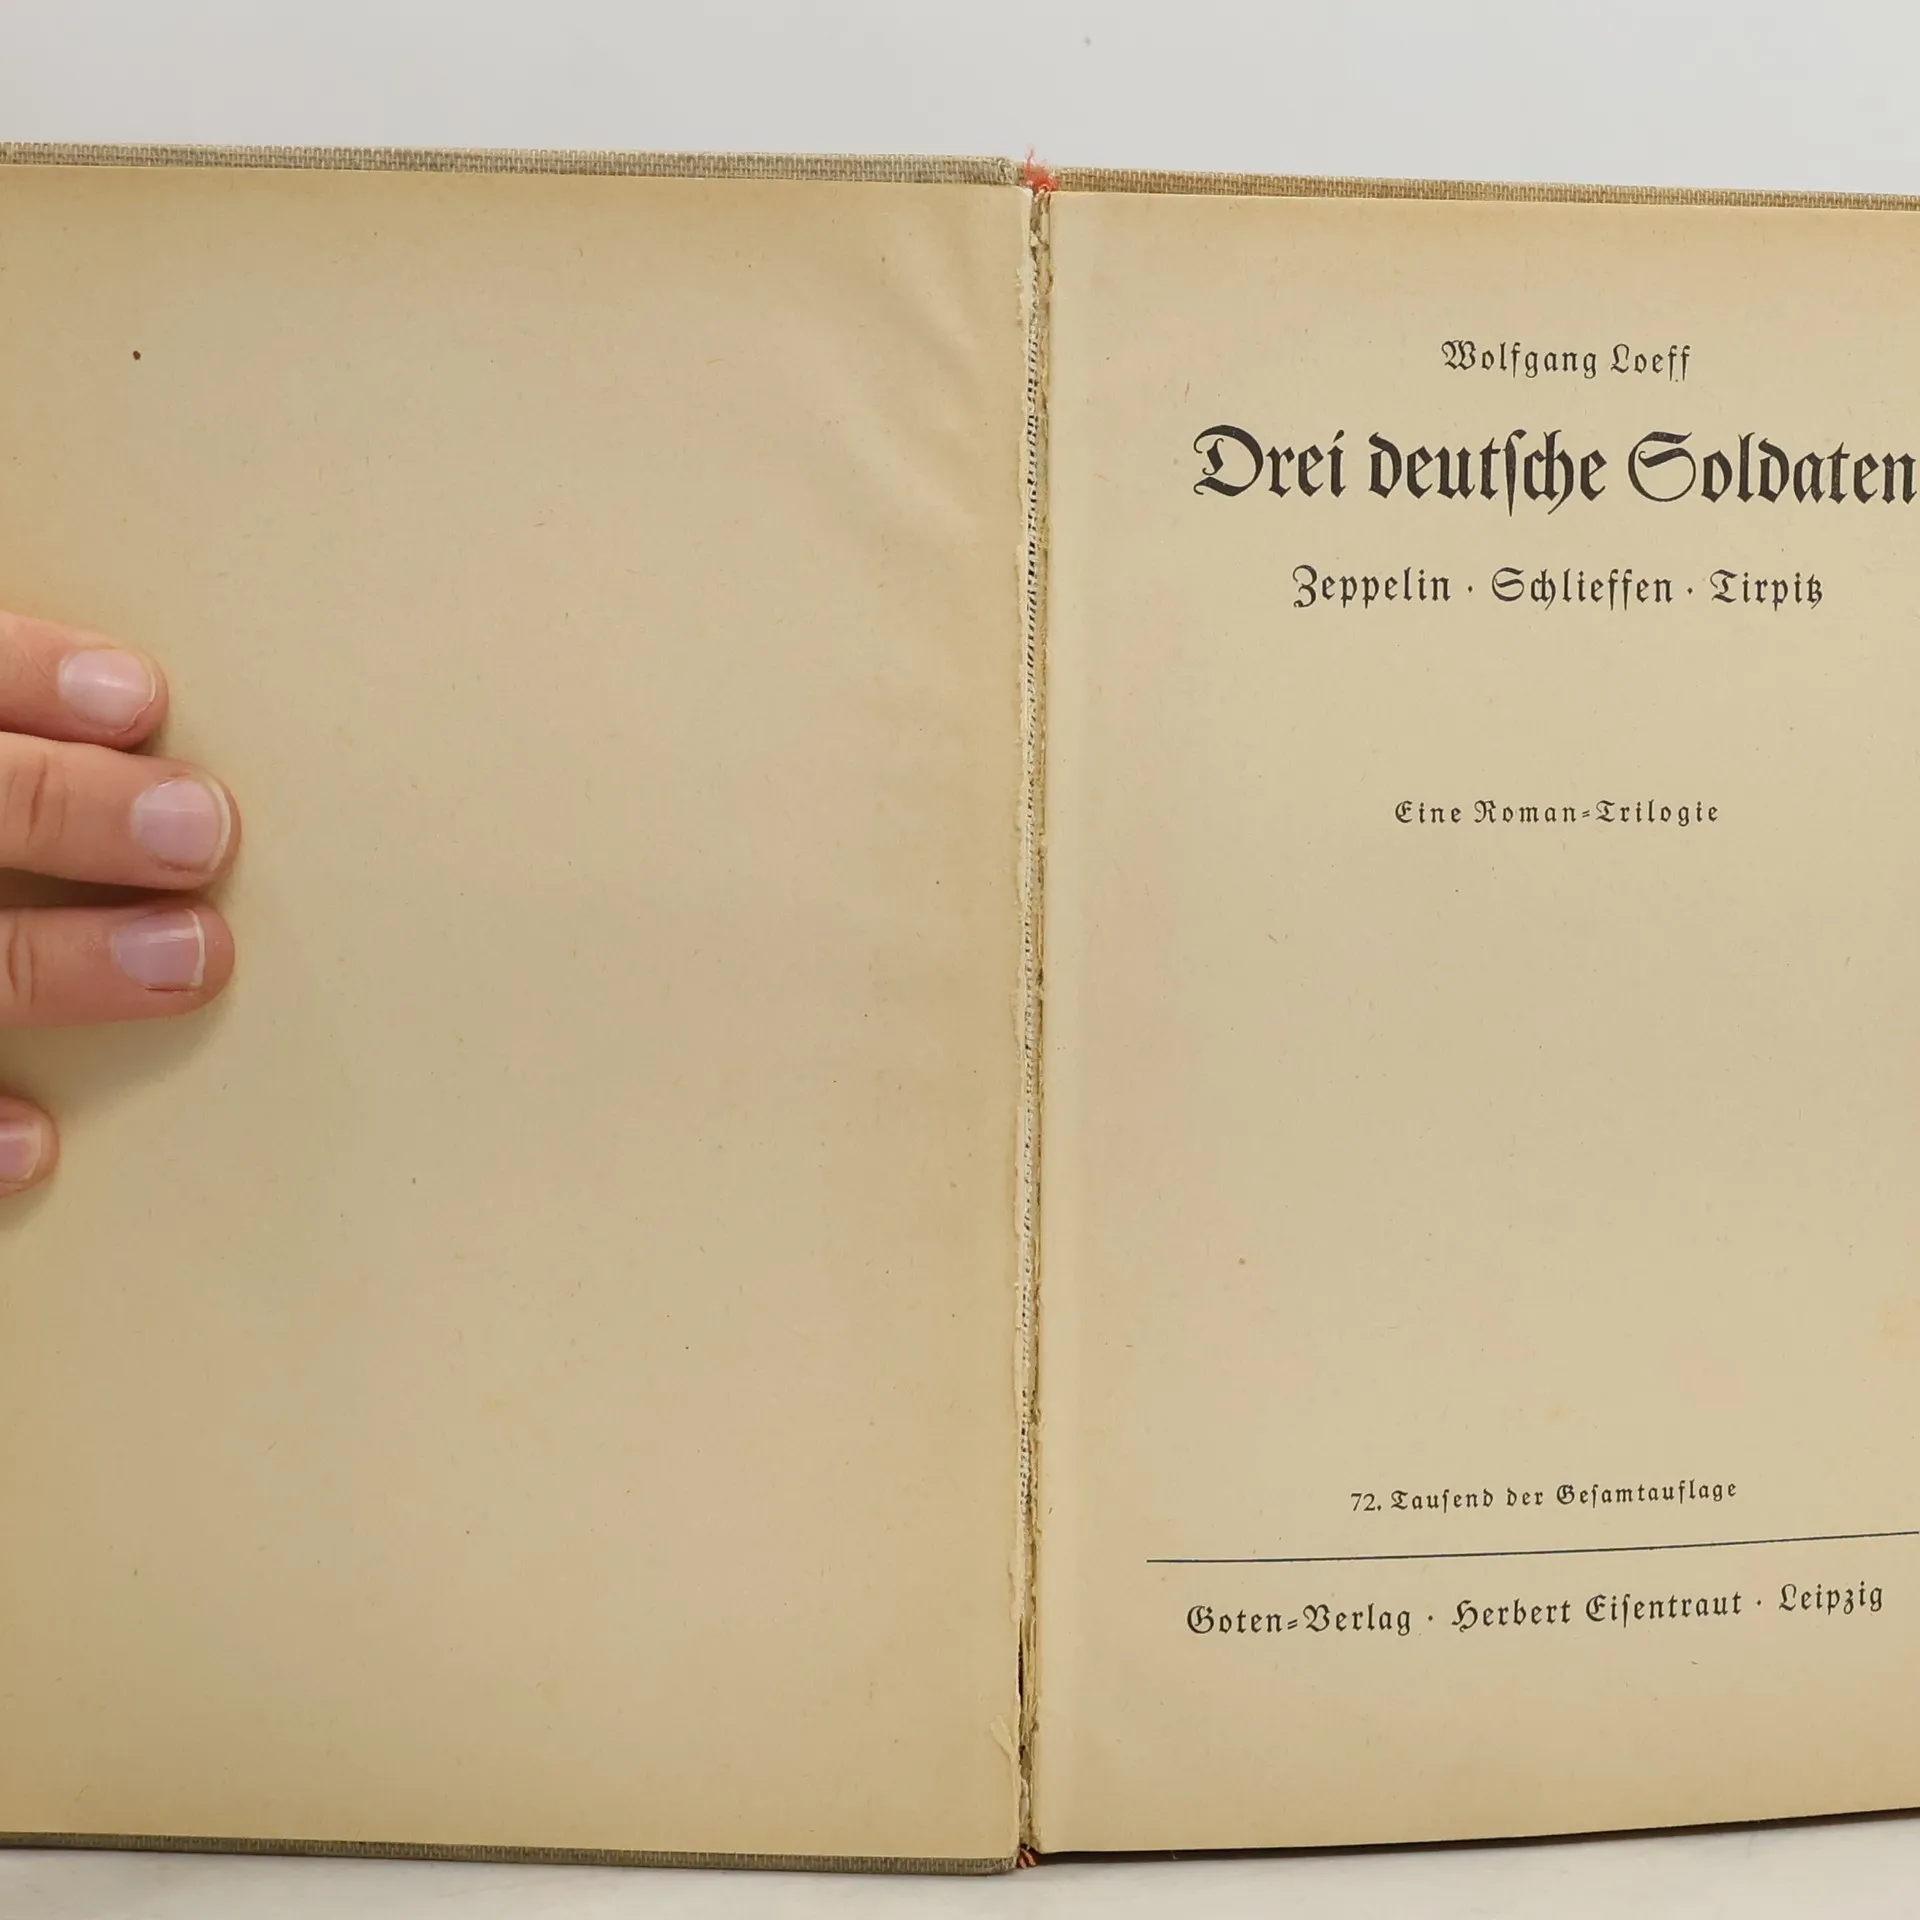 Wolfgang Loeff
Drei deutſche Soldaten
Zeppelin · Schlieffen · Tirpitz
Eine Roman-Trilogie
72. Tauſend der Geſamtauflage
Goten-Verlag · Herbert Eiſentraut · Leipzig